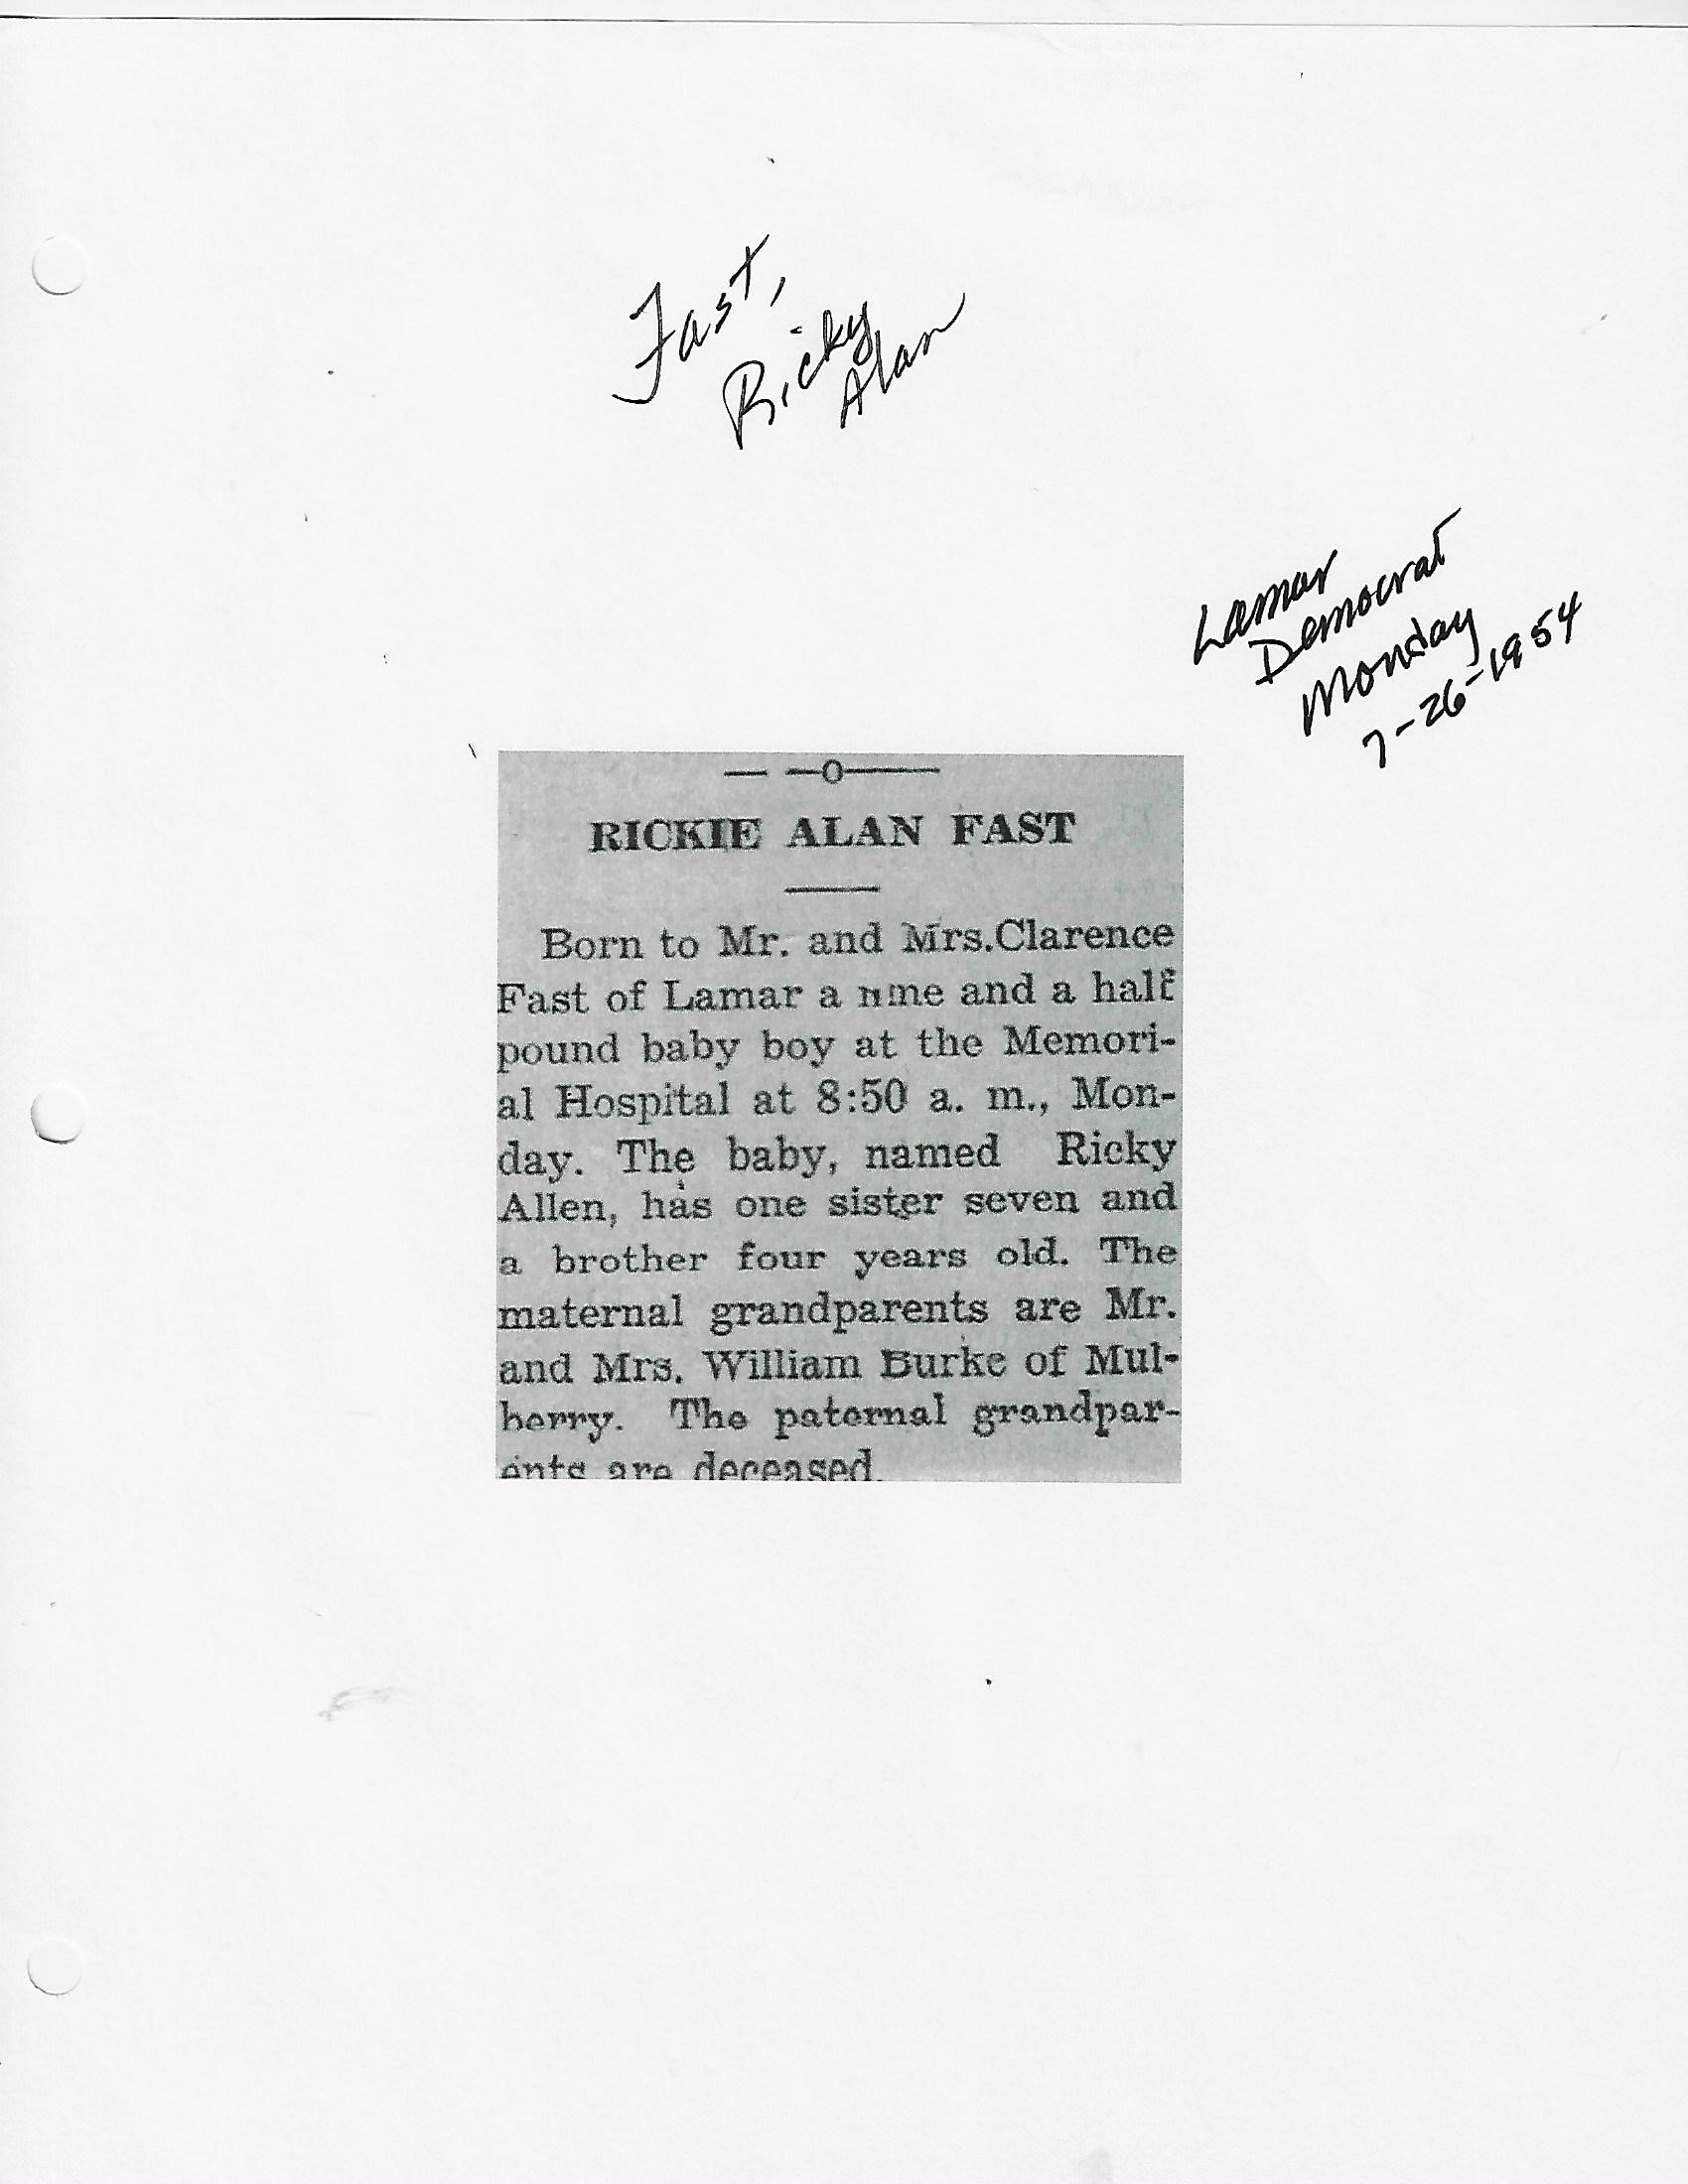 Fast,
Ricky
Alan
Lamar
Democrat
Monday
7-26-1954
— —o——
RICKIE ALAN FAST
Born to Mr. and Mrs.Clarence
Fast of Lamar a nine and a half
pound baby boy at the Memori-
al Hospital at 8:50 a. m., Mon-
day. The baby, named Ricky
Allen, has one sister seven and
a brother four years old. The
maternal grandparents are Mr.
and Mrs. William Burke of Mul-
berry. The paternal grandpar-
ents are deceased.